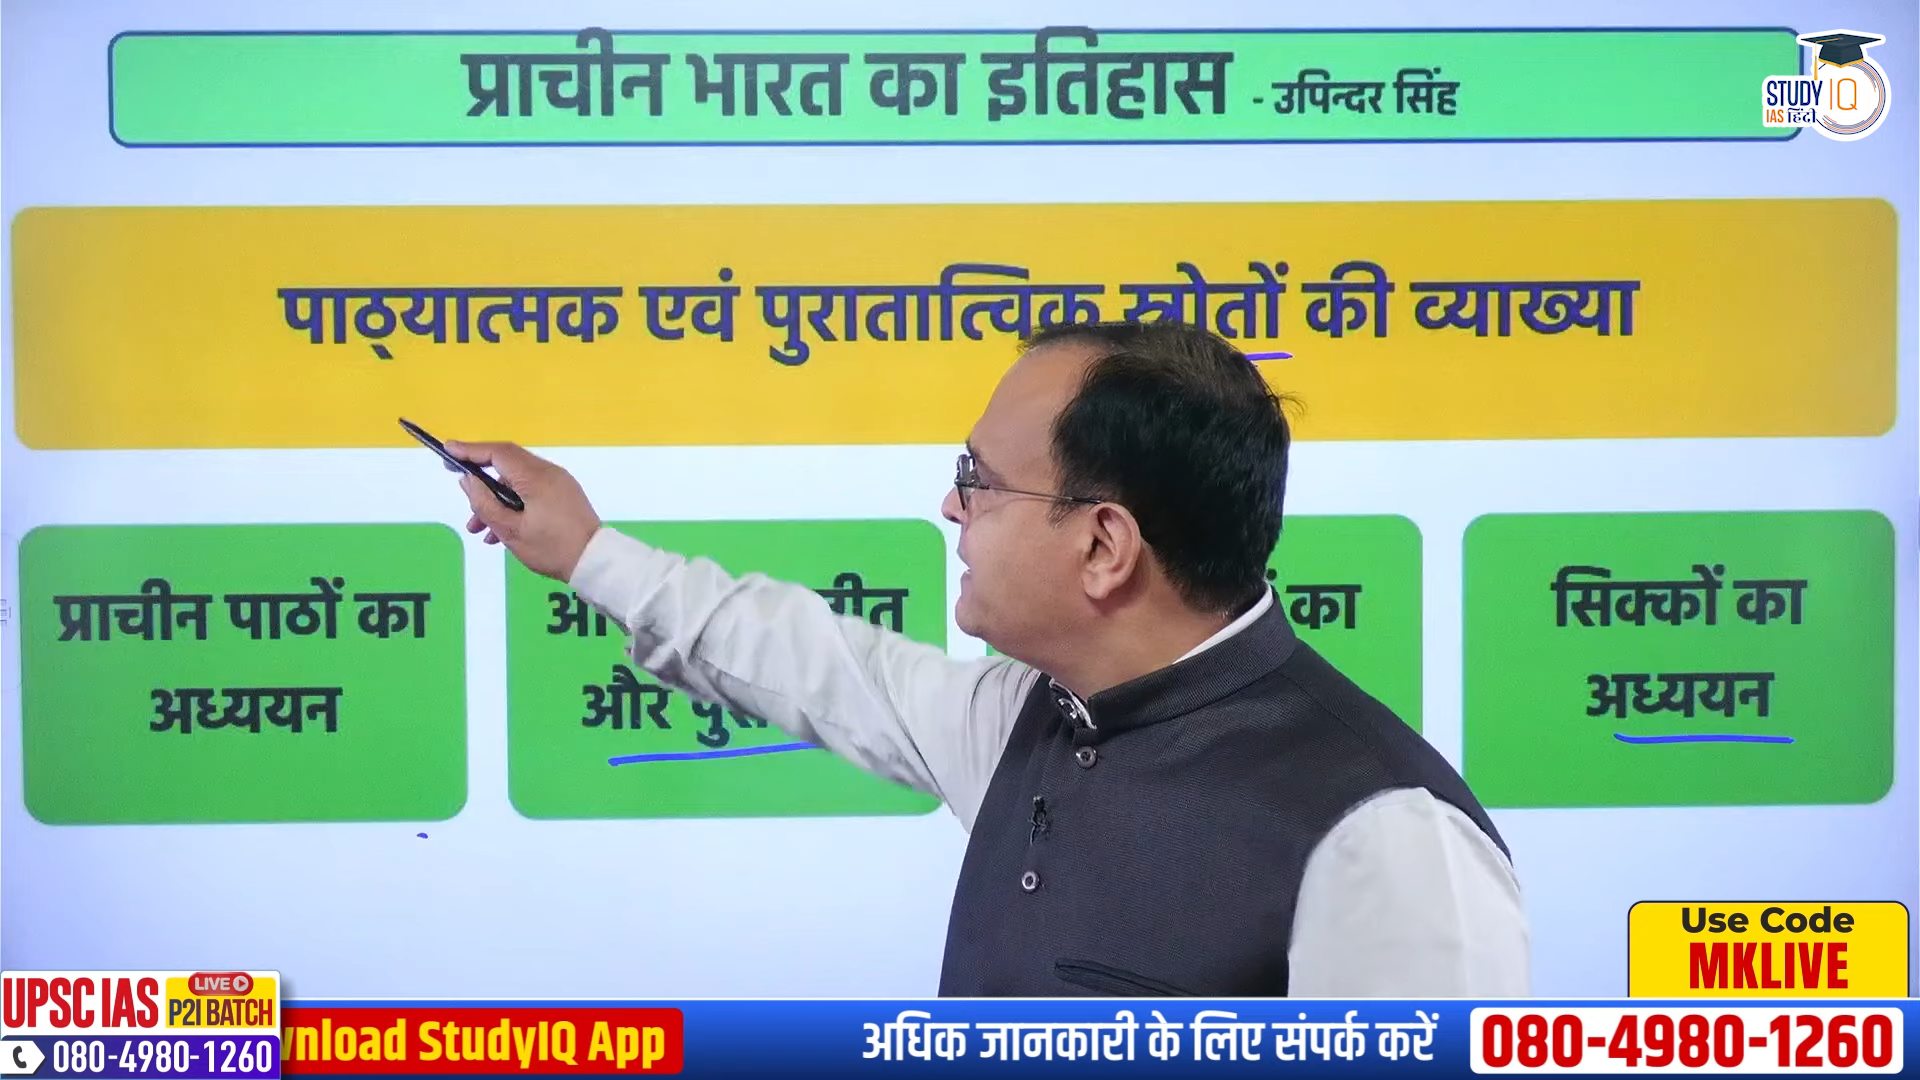 प्राचीन भारत का इतिहास - उपिन्दर सिंह
STUDY IQ
IAS हिंदी
पाठ्यात्मक एवं पुरातात्विक स्त्रोतों की व्याख्या
प्राचीन पाठों का
अध्ययन
और
का
सिक्कों का
अध्ययन
Use Code
MKLIVE
UPSC IAS
LIVE
P2I BATCH
080-4980-1260
StudyIQ App
अधिक जानकारी के लिए संपर्क करें
080-4980-1260